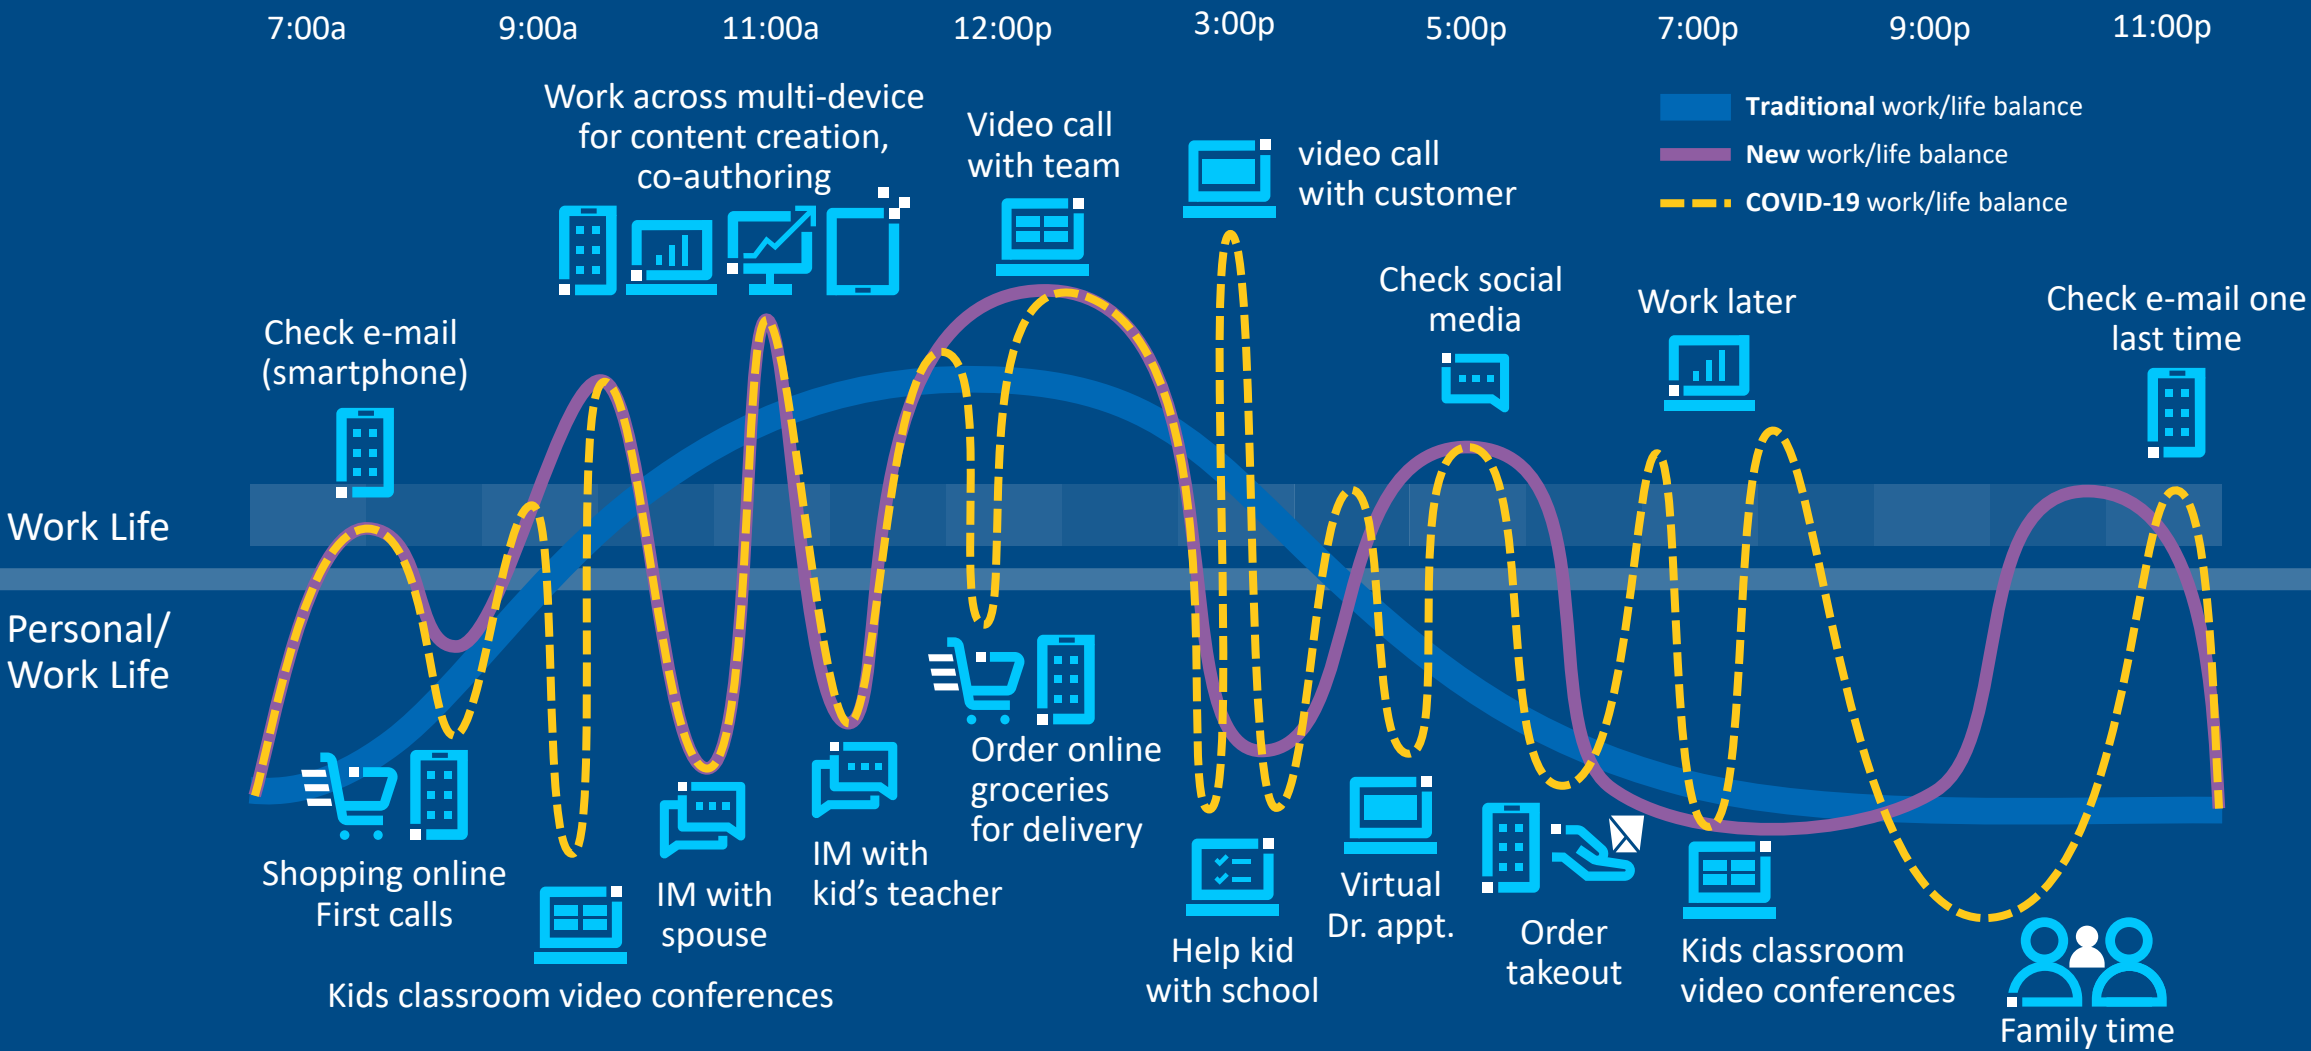 7:00a
9:00a
11:00a
12:00p
3:00p
5:00p
7:00p
9:00p
11:00p
Traditional work/life balance
New work/life balance
COVID-19 work/life balance
Check e-mail
(smartphone)
Work across multi-device
for content creation,
co-authoring
Video call
with team
video call
with customer
Check social
media
Work later
Check e-mail one
last time
Work Life
Personal/
Work Life
Shopping online
First calls
Kids classroom video conferences
IM with
spouse
IM with
kid's teacher
Order online
groceries
for delivery
Help kid
with school
Virtual
Dr. appt.
Order
takeout
Kids classroom
video conferences
Family time